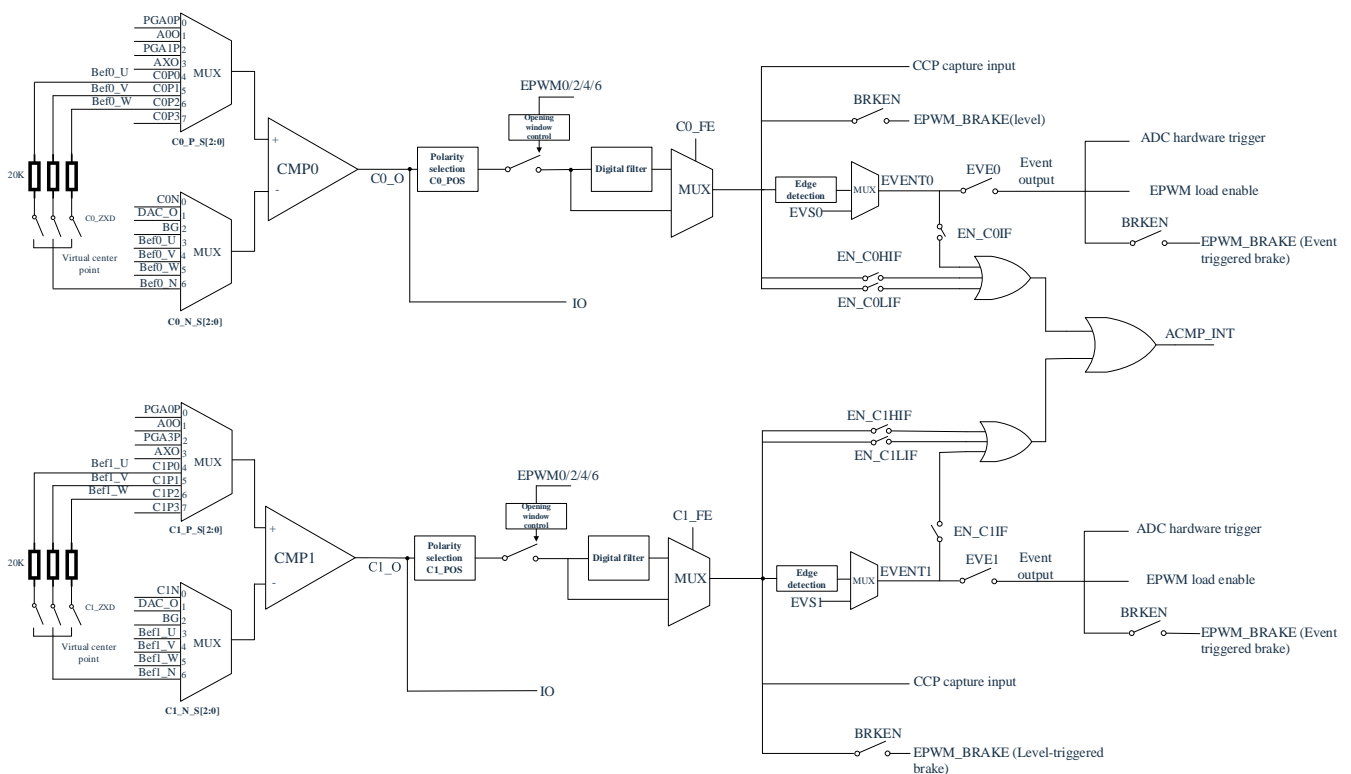 PGA0P 0
A0O 1
PGA1P 2
AXO 3
Bef0_U C0P0 4
Bef0_V C0P1 5
Bef0_W C0P2 6
C0P3 7
MUX
C0_P_S[2:0]
20K
C0_ZXD
Virtual center
point
C0N 0
DAC_O 1
BG 2
Bef0_U 3
Bef0_V 4
Bef0_W 5
Bef0_N 6
MUX
C0_N_S[2:0]
+
-
CMP0
C0_O
Polarity
selection
C0_POS
EPWM0/2/4/6
Opening
window
control
Digital filter
C0_FE
MUX
IO
CCP capture input
BRKEN
EPWM_BRAKE(level)
Edge
detection
EVS0
MUX
EVENT0
EVE0
Event
output
ADC hardware trigger
EPWM load enable
BRKEN
EPWM_BRAKE (Event
triggered brake)
EN_C0IF
EN_C0HIF
EN_C0LIF
ACMP_INT
PGA0P 0
A0O 1
PGA3P 2
AXO 3
Bef1_U C1P0 4
Bef1_V C1P1 5
Bef1_W C1P2 6
C1P3 7
MUX
C1_P_S[2:0]
20K
C1_ZXD
Virtual center
point
C1N 0
DAC_O 1
BG 2
Bef1_U 3
Bef1_V 4
Bef1_W 5
Bef1_N 6
MUX
C1_N_S[2:0]
+
-
CMP1
C1_O
Polarity
selection
C1_POS
EPWM0/2/4/6
Opening
window
control
Digital filter
C1_FE
MUX
IO
EN_C1HIF
EN_C1LIF
EN_C1IF
Edge
detection
EVS1
MUX
EVENT1
EVE1
Event
output
ADC hardware trigger
EPWM load enable
BRKEN
EPWM_BRAKE (Event
triggered brake)
CCP capture input
BRKEN
EPWM_BRAKE (Level-triggered
brake)